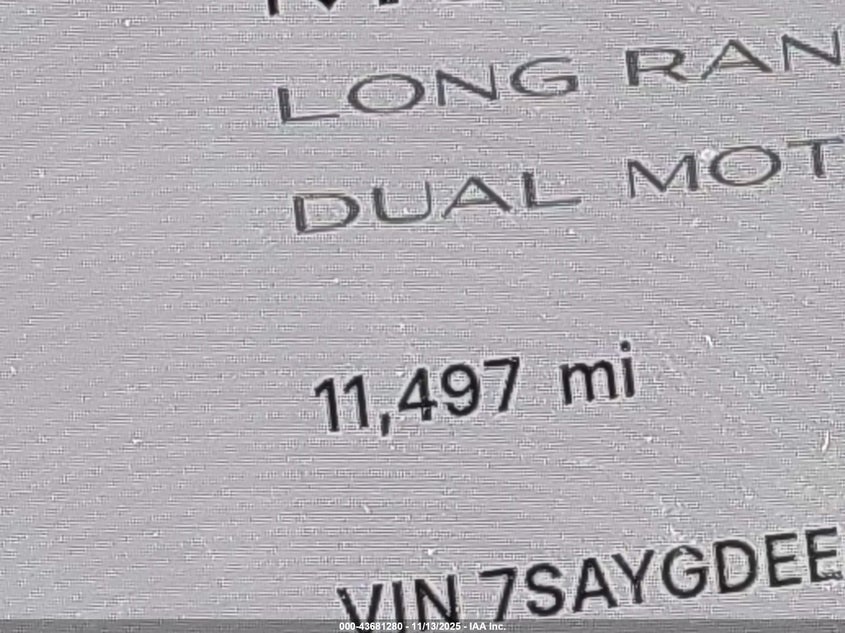 LONG RAN
DUAL MOT
11,497 mi
VIN 7SAYGDEE
000-43681280 - 11/13/2025 - IAA Inc.